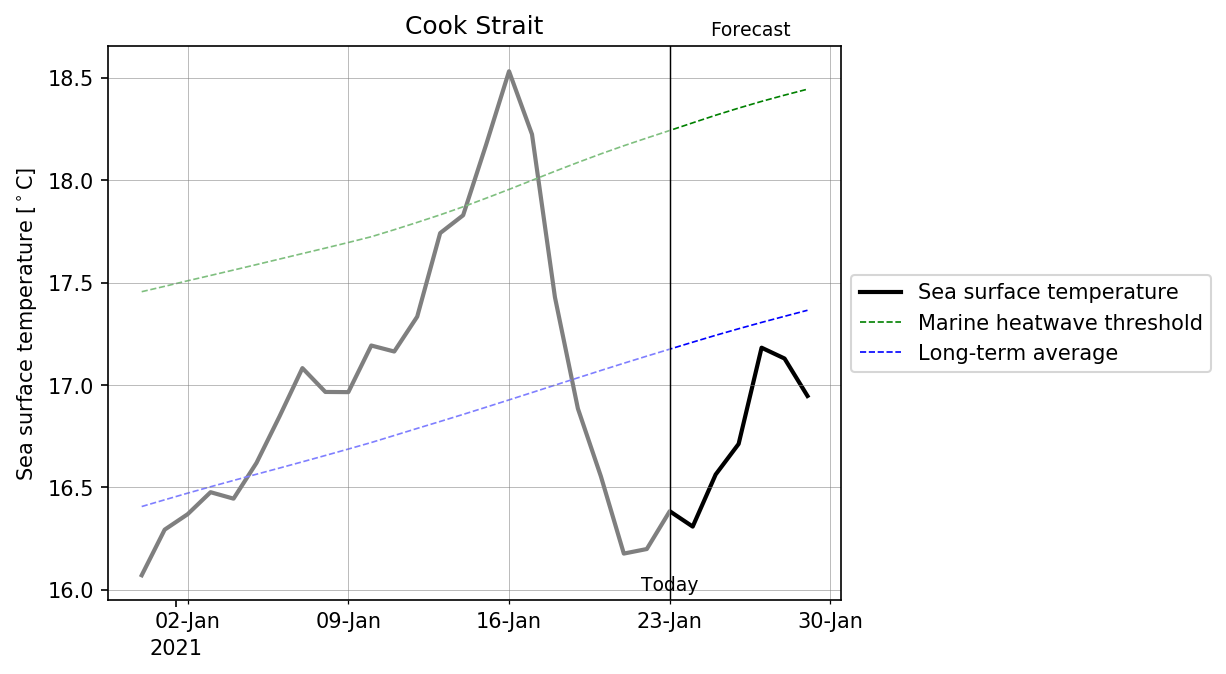 Cook Strait
Forecast
Sea surface temperature [°C]
18.5
18.0
17.5
17.0
16.5
16.0
Today
02-Jan
09-Jan
16-Jan
23-Jan
30-Jan
2021
Sea surface temperature
Marine heatwave threshold
Long-term average